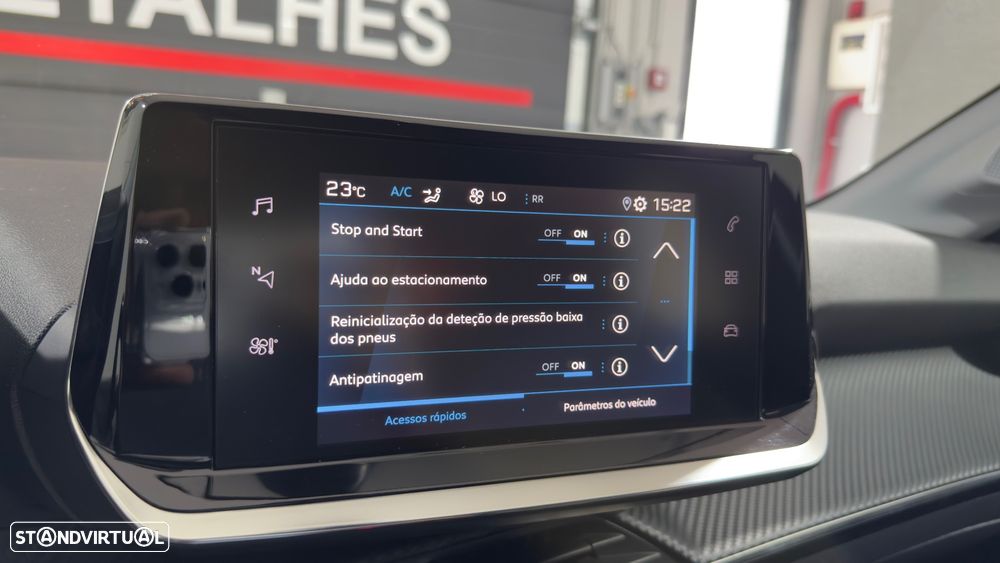 ETALHES
23°C A/C LO RR 15:22
Stop and Start OFF ON
Ajuda ao estacionamento OFF ON
Reinicialização da deteção de pressão baixa
dos pneus
Antipatinagem OFF ON
Acessos rápidos Parâmetros do veículo
N
STANDVIRTUAL